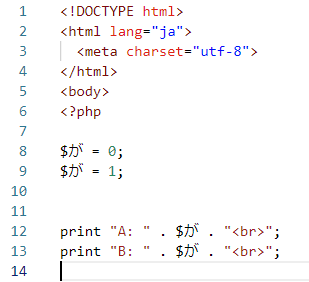 1 <!DOCTYPE html>
2 <html lang="ja">
3 <meta charset="utf-8">
4 </html>
5 <body>
6 <?php
7
8 $が = 0;
9 $が = 1;
10
11
12 print "A: " . $が . "<br>";
13 print "B: " . $が . "<br>";
14